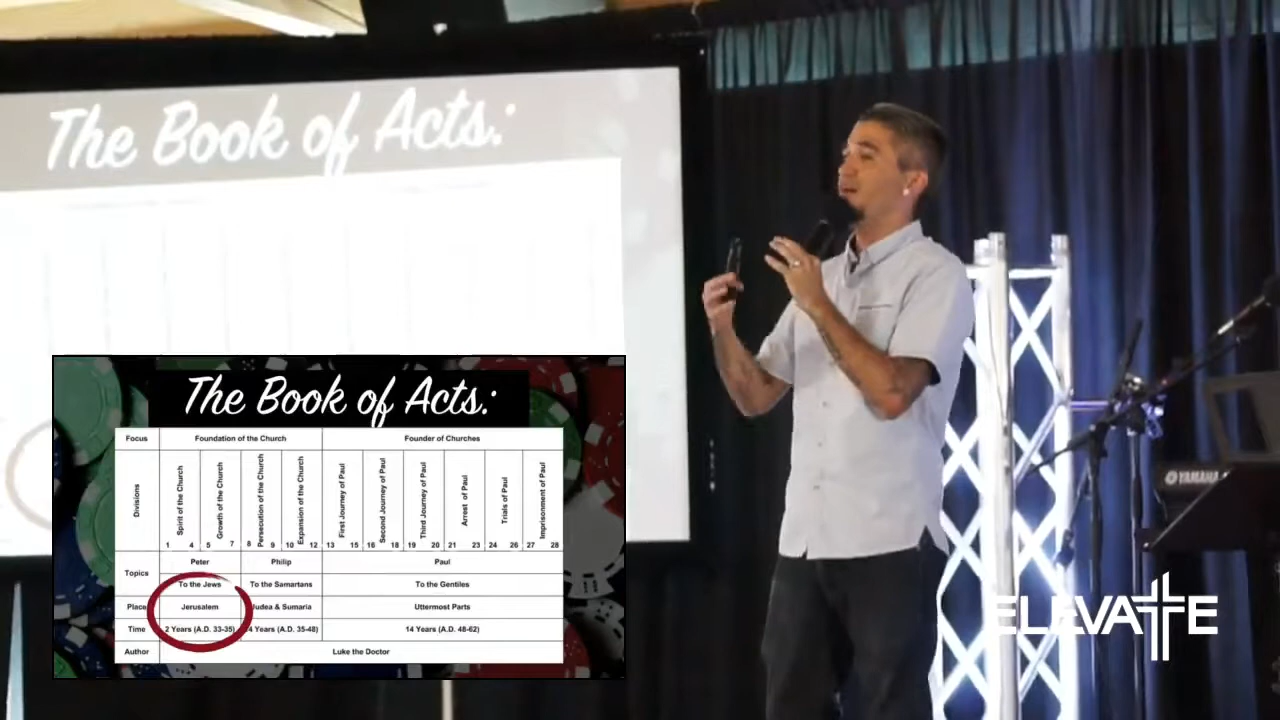 The Book of Acts:
The Book of Acts:
Focus Foundation of the Church Founder of Churches
Divisions
Spirit of the Church
Growth of the Church
Persecution of the Church
Expansion of the Church
First Journey of Paul
Second Journey of Paul
Third Journey of Paul
Arrest of Paul
Trials of Paul
Imprisonment of Paul
1 4 5 7 8 9 10 12 13 15 16 18 19 20 21 23 24 26 27 28
Topics
Peter Philip Paul
To the Jews To the Samartans To the Gentiles
Place Jerusalem Judea & Sumaria Uttermost Parts
Time 2 Years (A.D. 33-35) 4 Years (A.D. 35-48) 14 Years (A.D. 48-62)
Author Luke the Doctor
YAMAHA
ELEVATE